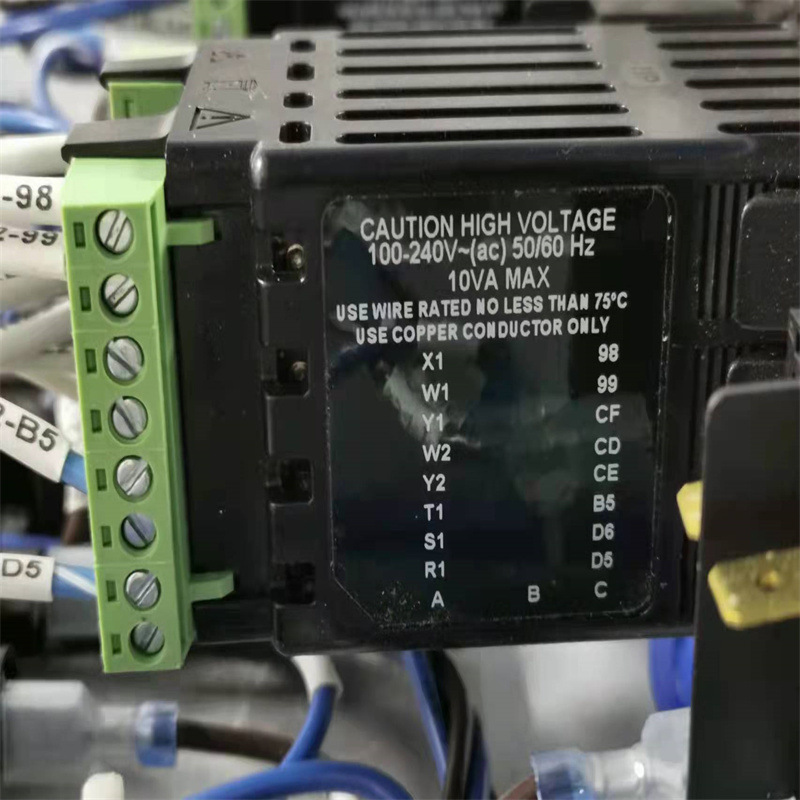 CAUTION HIGH VOLTAGE
100-240V~(ac) 50/60 Hz
10VA MAX
USE WIRE RATED NO LESS THAN 75°C
USE COPPER CONDUCTOR ONLY
X1 98
W1 99
Y1 CF
W2 CD
Y2 CE
T1 B5
S1 D6
R1 D5
A B C
-98
-99
-B5
D5